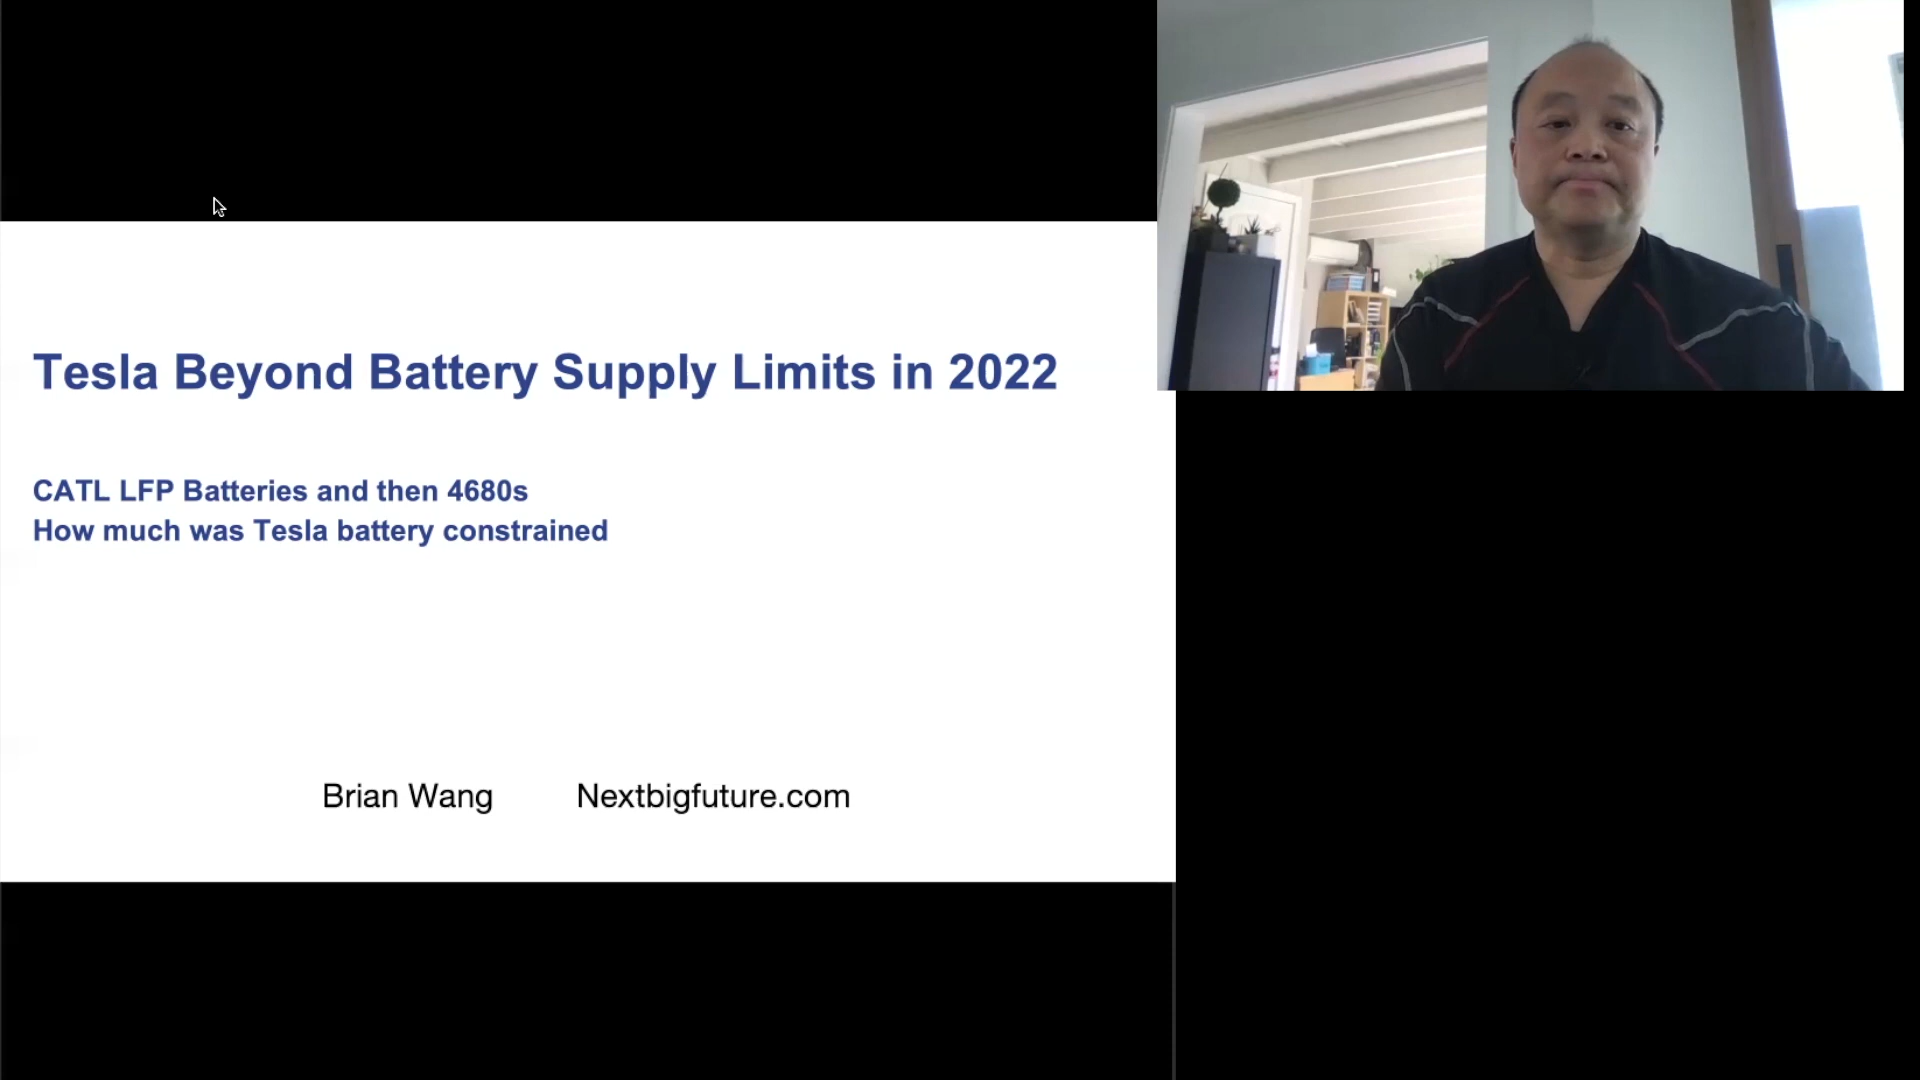 Tesla Beyond Battery Supply Limits in 2022
CATL LFP Batteries and then 4680s
How much was Tesla battery constrained
Brian Wang Nextbigfuture.com